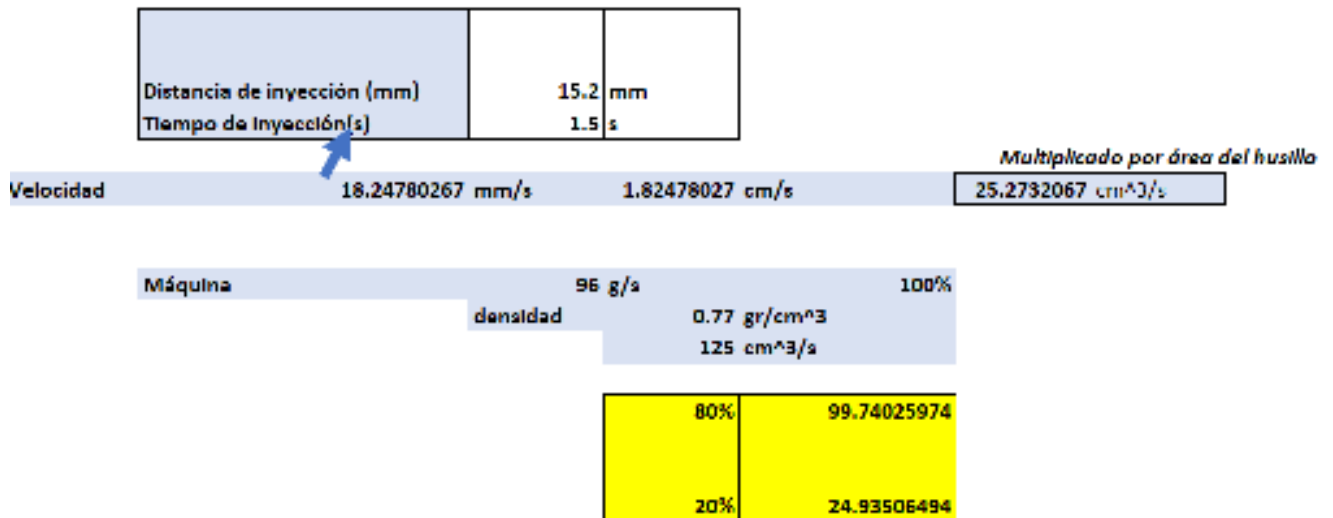 Distancia de inyección (mm) 15.2 mm
Tiempo de inyección(s) 1.5 s
Multiplicado por área del husillo
Velocidad 18.24780267 mm/s 1.82478027 cm/s 25.2732067 cm^3/s
Máquina 96 g/s 100%
densidad 0.77 gr/cm^3
125 cm^3/s
80% 99.74025974
20% 24.93506494